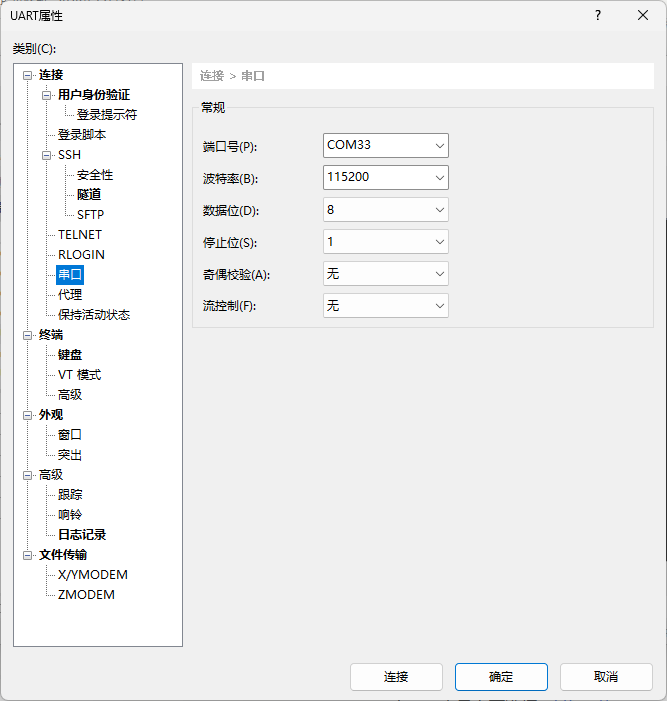 UART属性
类别(C):
连接
用户身份验证
登录提示符
登录脚本
SSH
安全性
隧道
SFTP
TELNET
RLOGIN
串口
代理
保持活动状态
终端
键盘
VT 模式
高级
外观
窗口
突出
高级
跟踪
响铃
日志记录
文件传输
X/YMODEM
ZMODEM
连接 > 串口
常规
端口号(P): COM33
波特率(B): 115200
数据位(D): 8
停止位(S): 1
奇偶校验(A): 无
流控制(F): 无
连接 确定 取消